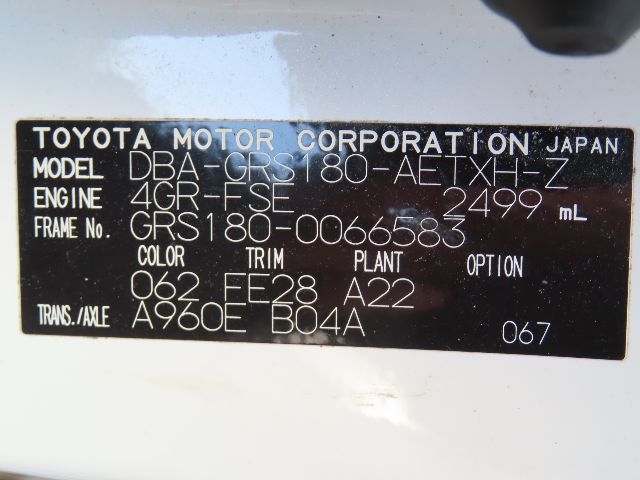 TOYOTA MOTOR CORPORATION JAPAN
MODEL DBA-GRS180-AETXH-Z
ENGINE 4GR-FSE 2499 mL
FRAME No. GRS180-0066583
COLOR TRIM PLANT OPTION
062 FE28 A22
TRANS./AXLE A960E B04A 067